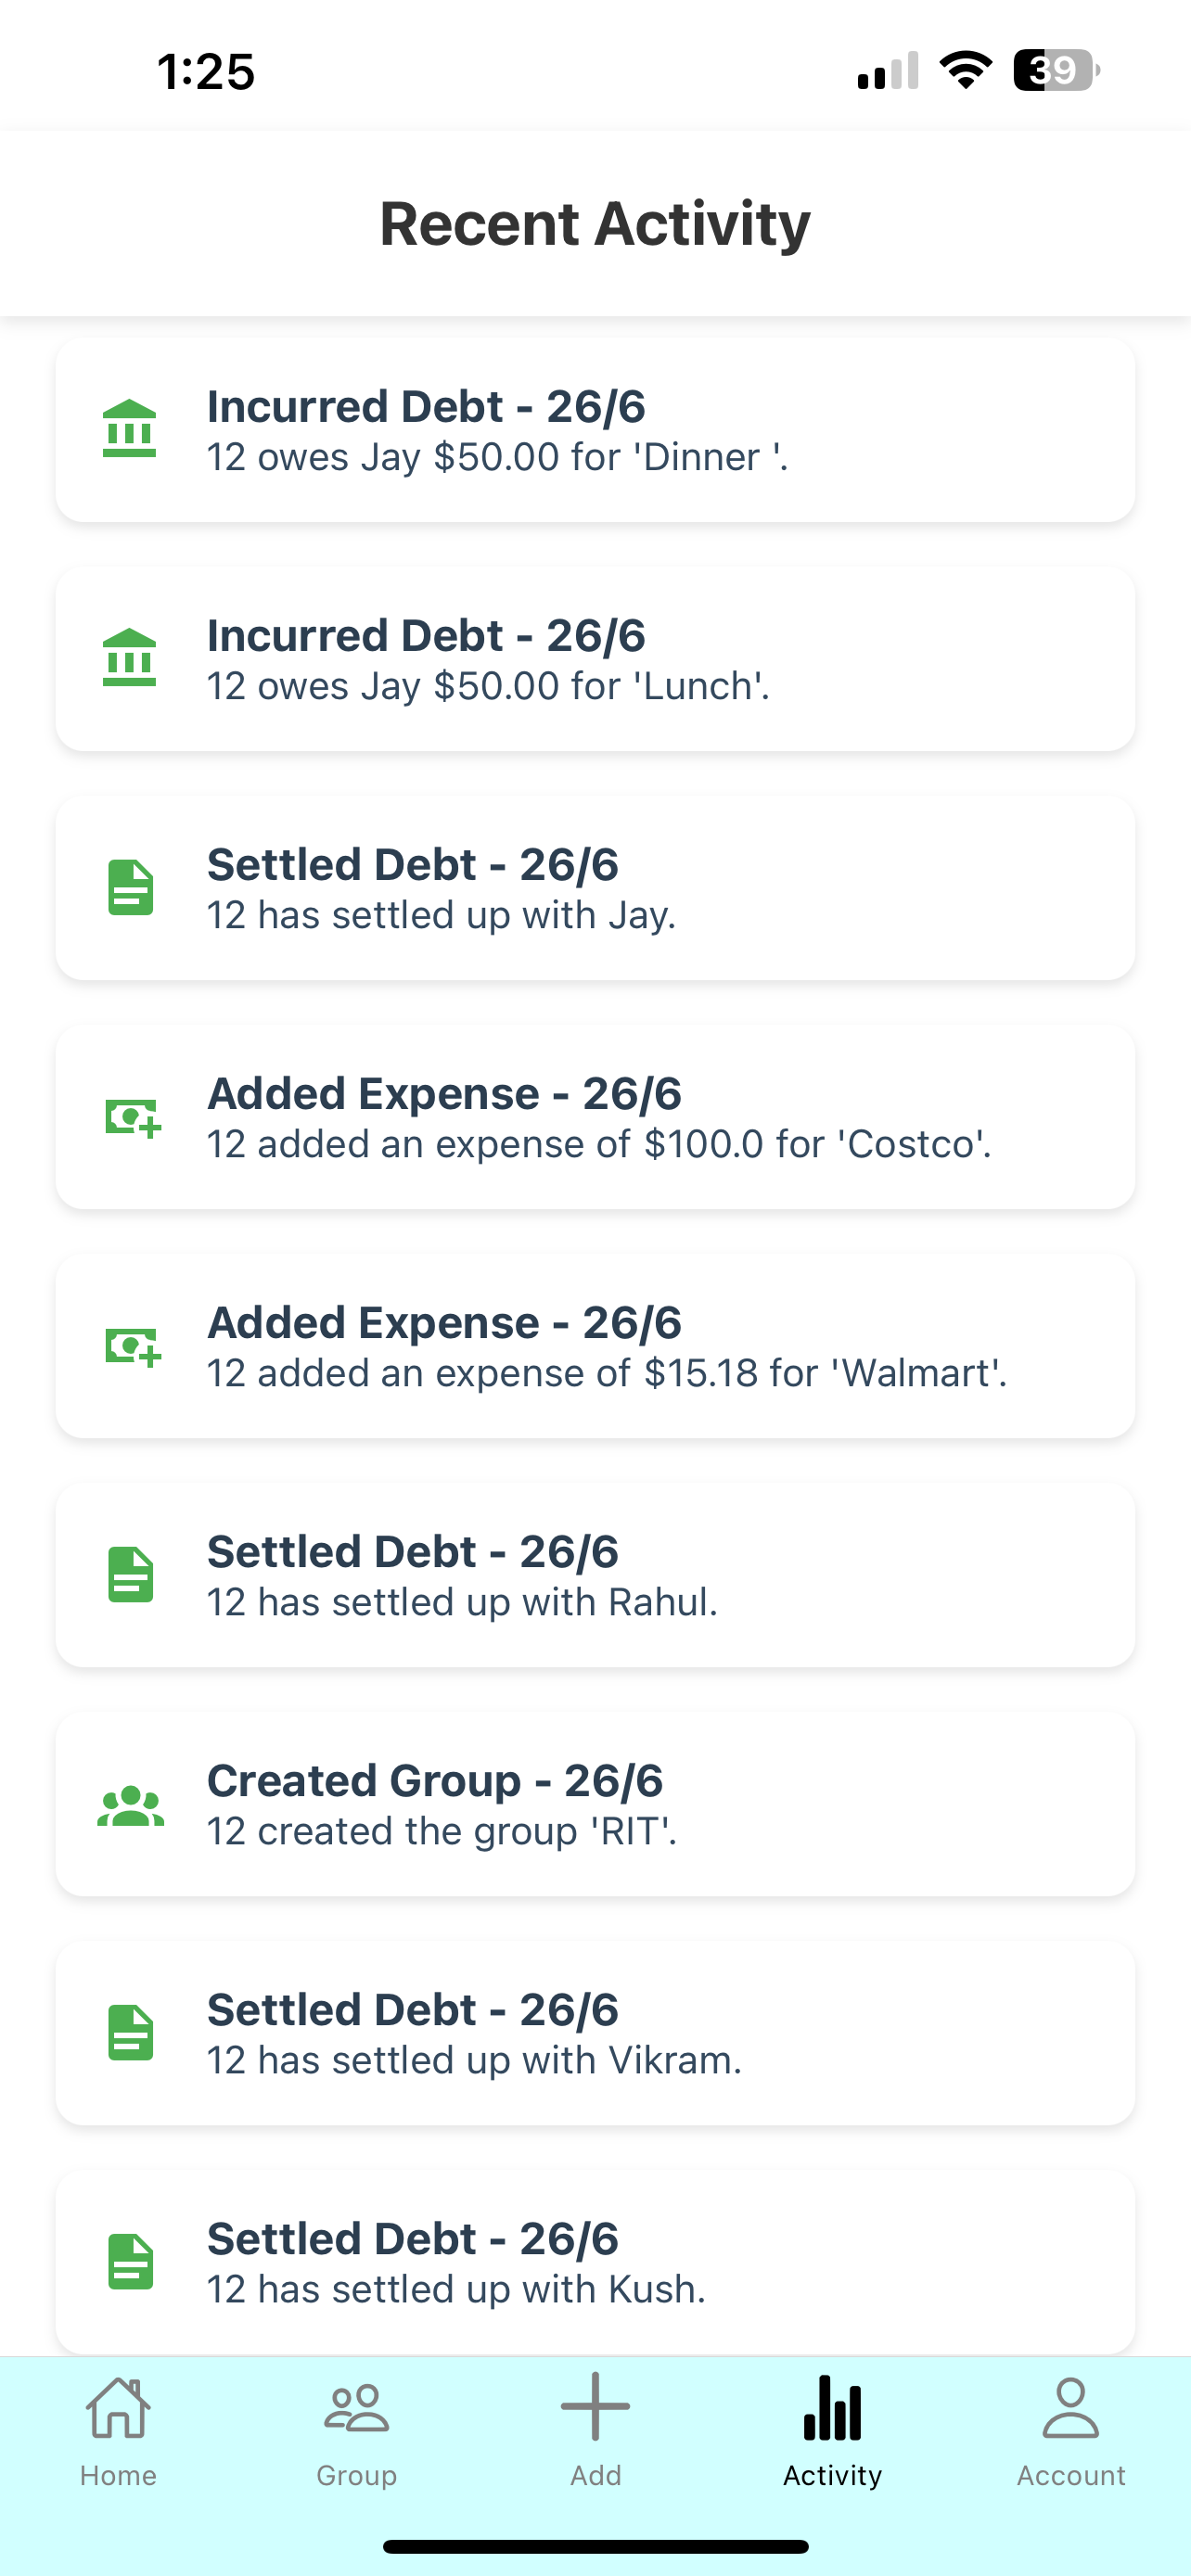 1:25
39
Recent Activity
Incurred Debt - 26/6
12 owes Jay $50.00 for 'Dinner '.
Incurred Debt - 26/6
12 owes Jay $50.00 for 'Lunch'.
Settled Debt - 26/6
12 has settled up with Jay.
Added Expense - 26/6
12 added an expense of $100.0 for 'Costco'.
Added Expense - 26/6
12 added an expense of $15.18 for 'Walmart'.
Settled Debt - 26/6
12 has settled up with Rahul.
Created Group - 26/6
12 created the group 'RIT'.
Settled Debt - 26/6
12 has settled up with Vikram.
Settled Debt - 26/6
12 has settled up with Kush.
Home Group Add Activity Account